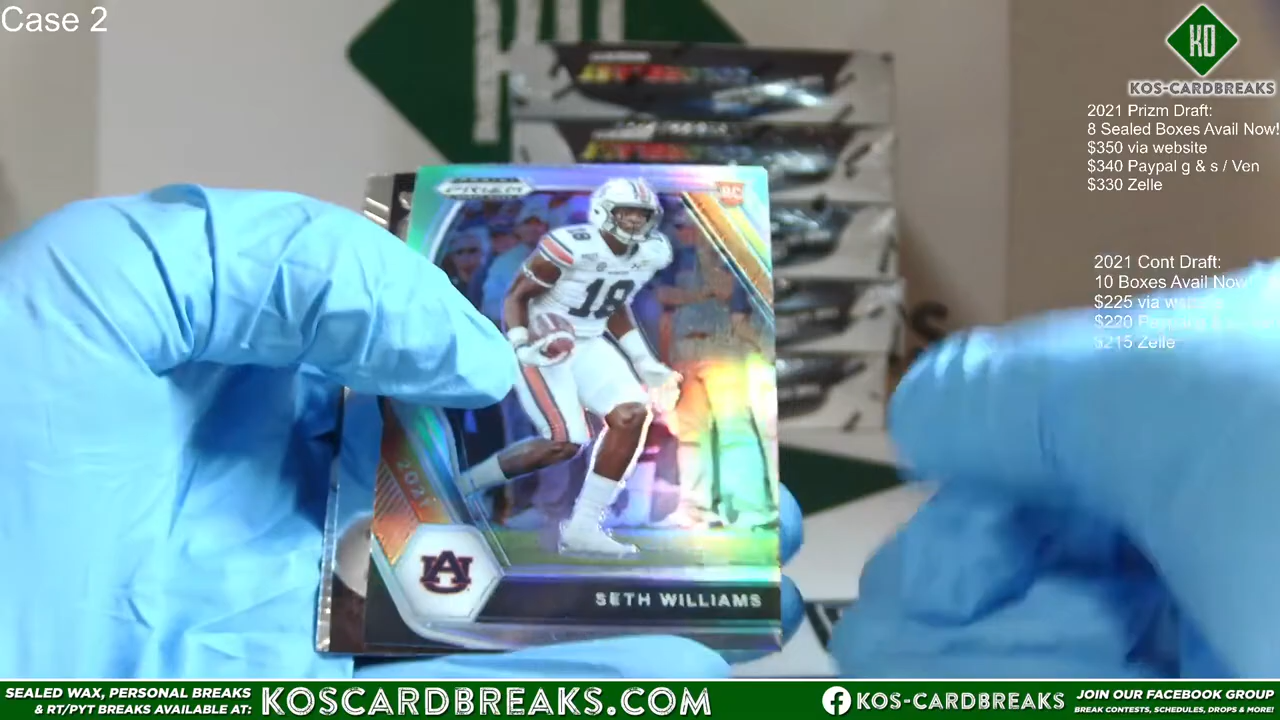 Case 2
KO
KOS-CARDBREAKS
2021 Prizm Draft:
8 Sealed Boxes Avail Now!
$350 via website
$340 Paypal g & s / Ven
$330 Zelle
2021 Cont Draft:
10 Boxes Avail Now
$225 via website
$220
$215 Zelle
PRIZM
RC
18
2021
SETH WILLIAMS
SEALED WAX, PERSONAL BREAKS
& RT/PYT BREAKS AVAILABLE AT:
KOSCARDBREAKS.COM
KOS-CARDBREAKS
JOIN OUR FACEBOOK GROUP
BREAK CONTESTS, SCHEDULES, DROPS & MORE!